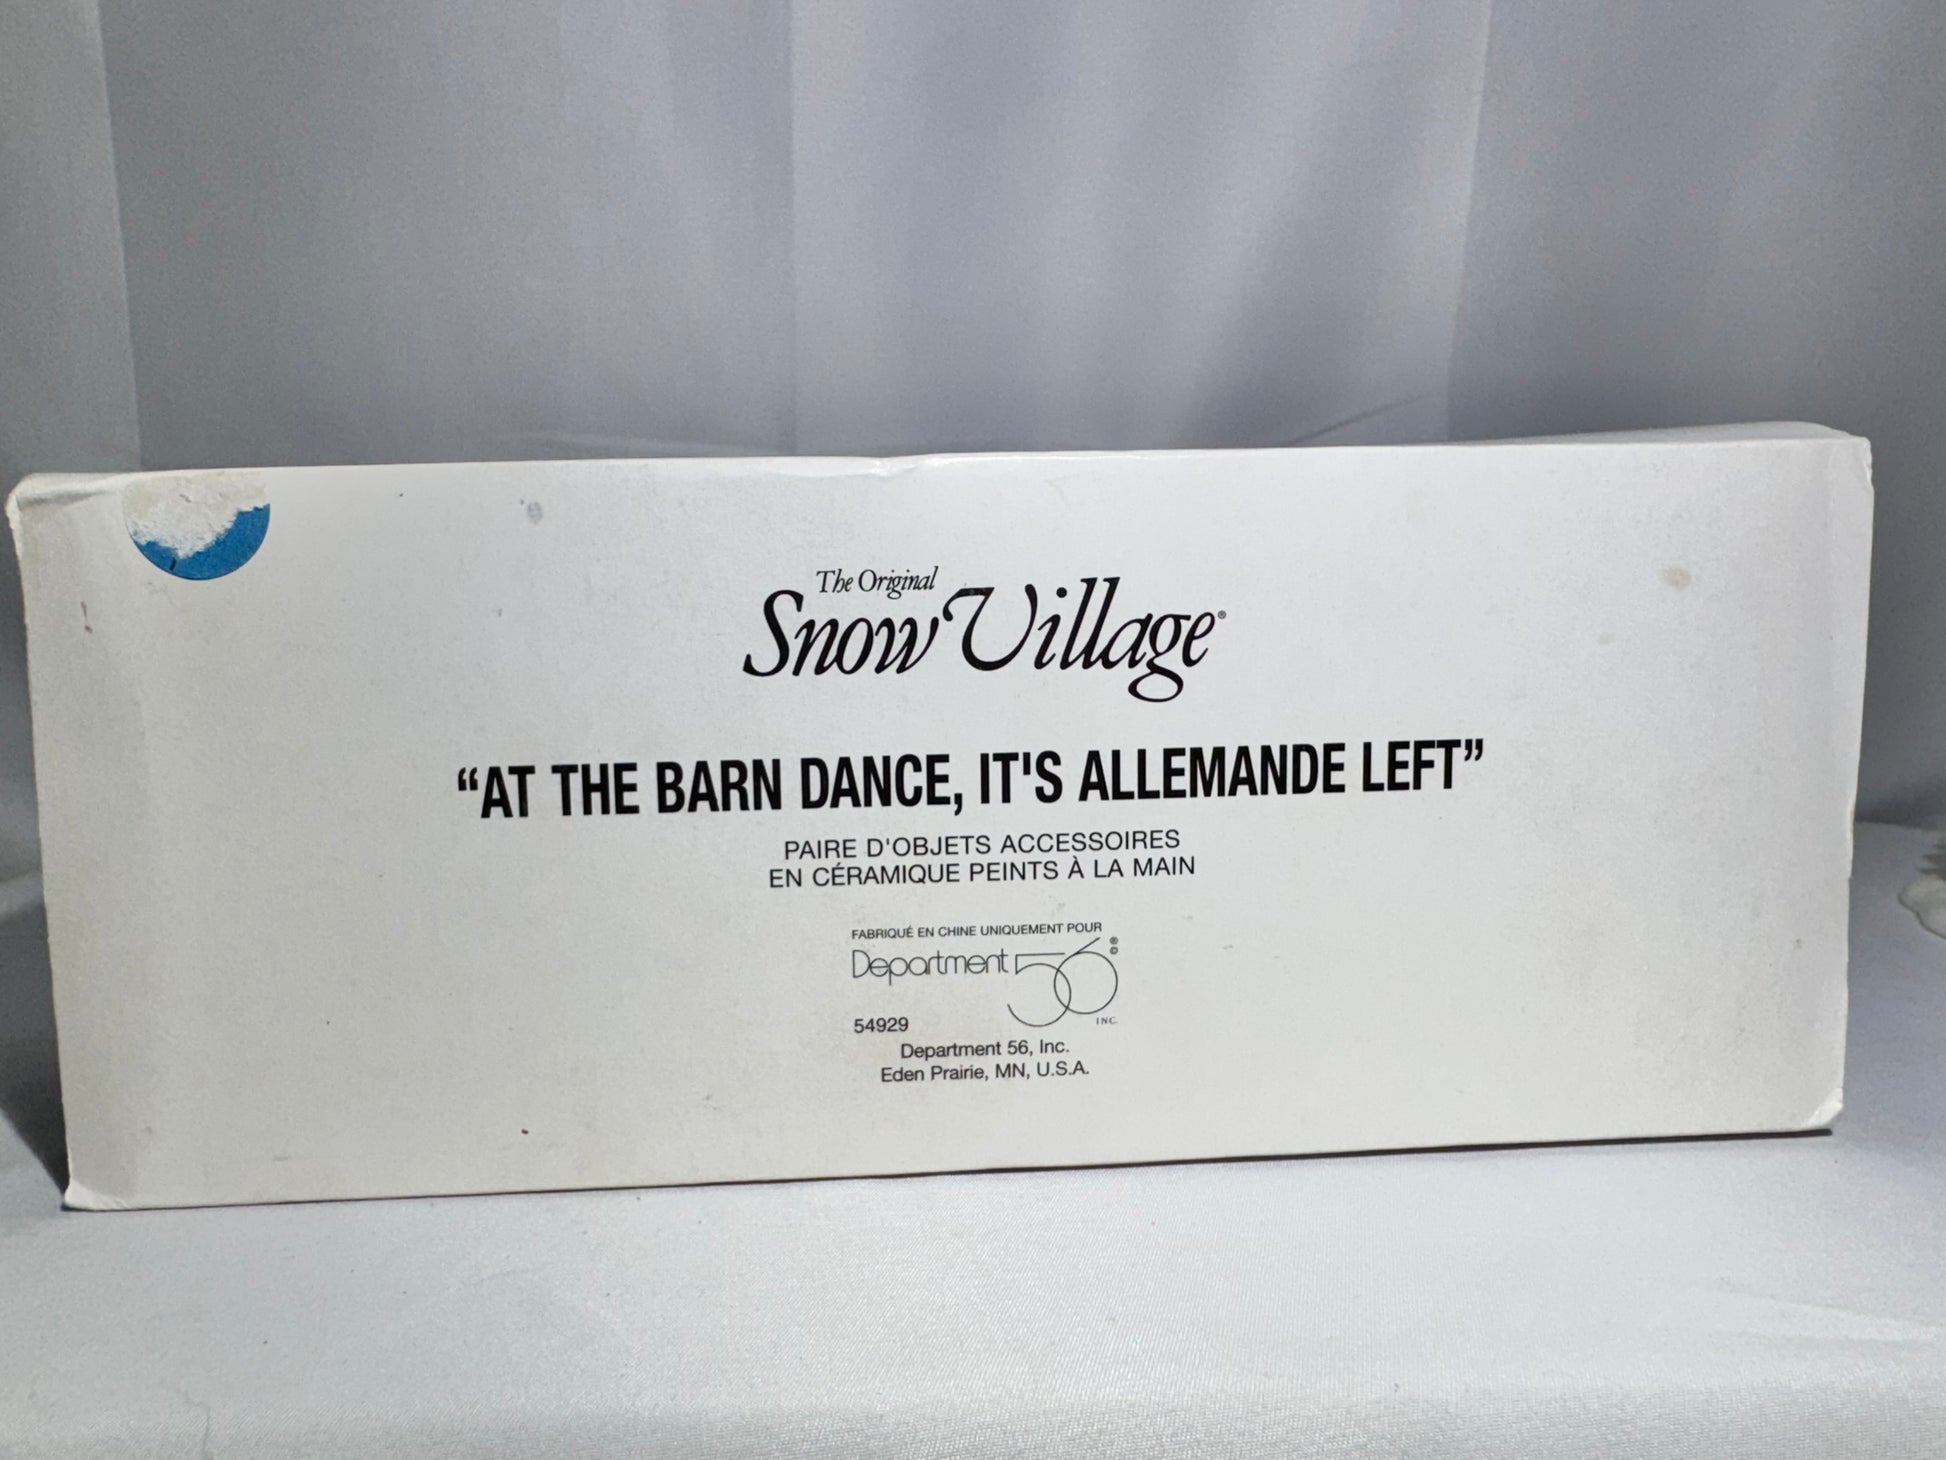 The Original
Snow Village®
“AT THE BARN DANCE, IT'S ALLEMANDE LEFT”
PAIRE D'OBJETS ACCESSOIRES
EN CÉRAMIQUE PEINTS À LA MAIN
FABRIQUÉ EN CHINE UNIQUEMENT POUR
Department 56®©
INC.
54929
Department 56, Inc.
Eden Prairie, MN, U.S.A.